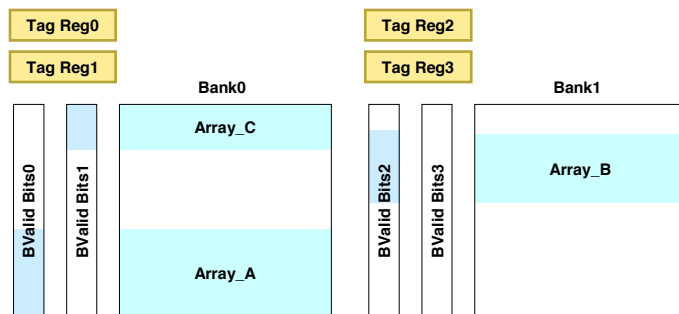 Tag Reg0
Tag Reg1
Tag Reg2
Tag Reg3
Bank0
Bank1
BValid Bits0
BValid Bits1
Array_C
Array_A
BValid Bits2
BValid Bits3
Array_B